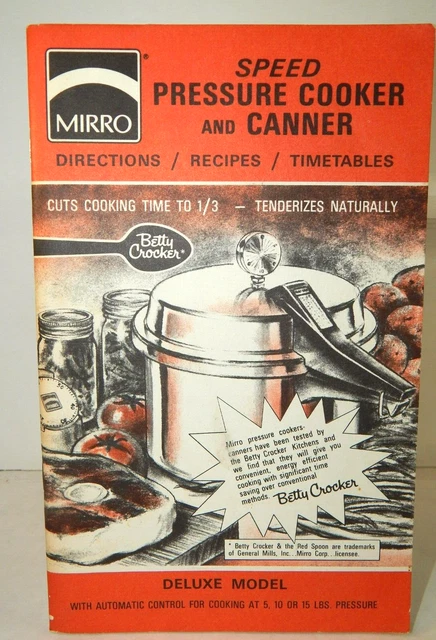 MIRRO
®
SPEED
PRESSURE COOKER
AND CANNER
DIRECTIONS / RECIPES / TIMETABLES
CUTS COOKING TIME TO 1/3 — TENDERIZES NATURALLY
Betty
Crocker®
Mirro pressure cookers-
canners have been tested by
the Betty Crocker Kitchens and
we find that they will give you
convenient, energy efficient
cooking with significant time
saving over conventional
methods. Betty Crocker
* Betty Crocker & the Red Spoon are trademarks
of General Mills, Inc...Mirro Corp...licensee.
DELUXE MODEL
WITH AUTOMATIC CONTROL FOR COOKING AT 5, 10 OR 15 LBS. PRESSURE